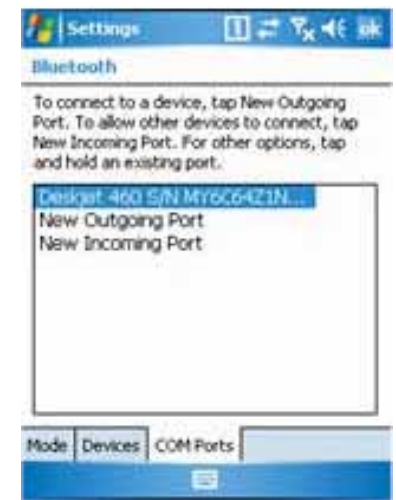 Settings 1 ok
Bluetooth
To connect to a device, tap New Outgoing
Port. To allow other devices to connect, tap
New Incoming Port. For other options, tap
and hold an existing port.
Deskjet 460 S/N MY6C64Z1N...
New Outgoing Port
New Incoming Port
Mode Devices COM Ports